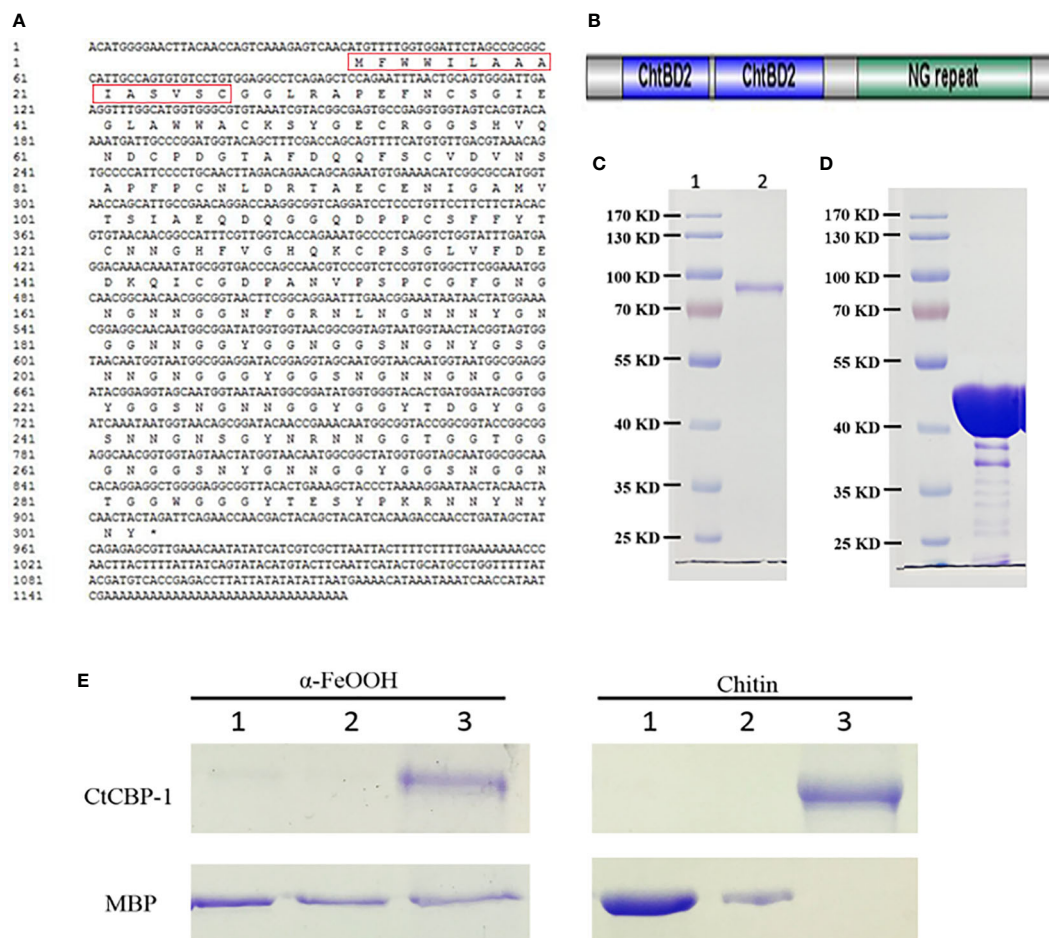 A
1 ACATGGGGAACTTACAACCAGTCAAAGAGTCAACATGTTTTGGTGGATTCTAGCCGCGGC
1 M F W W I L A A A
61 CATTGCCAGTGTGTCCTGTGGAGGCCTCAGAGCTCCAGAATTTAACTGCAGTGGGATTGA
21 I A S V S C G G L R A P E F N C S G I E
121 AGGTTTGGCATGGTGGGCGTGTAAATCGTACGGCGAGTGCCGAGGTGGTAGTCACGTACA
41 G L A W W A C K S Y G E C R G G S H V Q
181 AAATGATTGCCCGGATGGTACAGCTTTCGACCAGCAGTTTTCATGTGTTGACGTAAACAG
61 N D C P D G T A F D Q Q F S C V D V N S
241 TGCCCCATTCCCCTGCAACTTAGACAGAACAGCAGAATGTGAAAACATCGGCGCCATGGT
81 A P F P C N L D R T A E C E N I G A M V
301 AACCAGCATTGCCGAACAGGACCAAGGCGGTCAGGATCCTCCCTGTTCCTTCTTCTACAC
101 T S I A E Q D Q G G Q D P P C S F F Y T
361 GTGTAACAACGGCCATTTCGTTGGTCACCAGAAATGCCCCTCAGGTCTGGTATTTGATGA
121 C N N G H F V G H Q K C P S G L V F D E
421 GGACAAACAAATATGCGGTGACCCAGCCAACGTCCCGTCTCCGTGTGGCTTCGGAAATGG
141 D K Q I C G D P A N V P S P C G F G N G
481 CAACGGCAACAACGGCGGTAACTTCGGCAGGAATTTGAACGGAAATAATAACTATGGAAA
161 N G N N G G N F G R N L N G N N N Y G N
541 CGGAGGCAACAATGGCGGATATGGTGGTAACGGCGGTAGTAATGGTAACTACGGTAGTGG
181 G G N N G G Y G G N G G S N G N Y G S G
601 TAACAATGGTAATGGCGGAGGATACGGAGGTAGCAATGGTAACAATGGTAATGGCGGAGG
201 N N G N G G G Y G G S N G N N G N G G G
661 ATACGGAGGTAGCAATGGTAATAATGGCGGATATGGTGGGTACACTGATGGATACGGTGG
221 Y G G S N G N N G G Y G G Y T D G Y G G
721 ATCAAATAATGGTAACAGCGGATACAACCGAAACAATGGCGGTACCGGCGGTACCGGCGG
241 S N N G N S G Y N R N N G G T G G T G G
781 AGGCAACGGTGGTAGTAACTATGGTAACAATGGCGGCTATGGTGGTAGCAATGGCGGCAA
261 G N G G S N Y G N N G G Y G G S N G G N
841 CACAGGAGGCTGGGGAGGCGGTTACACTGAAAGCTACCCTAAAAGGAATAACTACAACTA
281 T G G W G G G Y T E S Y P K R N N Y N Y
901 CAACTACTAGATTCAGAACCAACGACTACAGCTACATCACAAGACCAACCTGATAGCTAT
301 N Y *
961 CAGAGAGCGTTGAAACAATATATCATCGTCGCTTAATTACTTTTCTTTTGAAAAAAACCC
1021 AACTTACTTTTATTATCAGTATACATGTACTTCAATTCATACTGCATGCCTGGTTTTTAT
1081 ACGATGTCACCGAGACCTTATTATATATATTAATGAAAACATAAATAAATCAACCATAAT
1141 CGAAAAAAAAAAAAAAAAAAAAAAAAAAAAAAAA
B
ChtBD2 ChtBD2 NG repeat
C
1 2
170 KD
130 KD
100 KD
70 KD
55 KD
40 KD
35 KD
25 KD
D
170 KD
130 KD
100 KD
70 KD
55 KD
40 KD
35 KD
25 KD
E
α-FeOOH Chitin
1 2 3 1 2 3
CtCBP-1
MBP